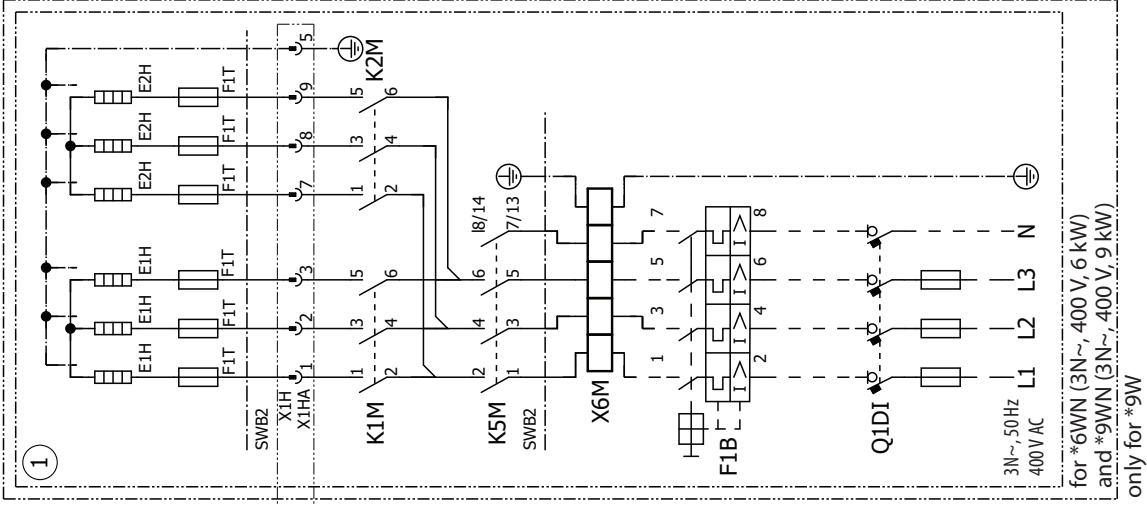 1
E1H E1H E1H E2H E2H E2H
F1T F1T F1T F1T F1T F1T
SWB2
X1H
X1HA
1 2 3 7 8 9 5
K1M
1 3 5
2 4 6
K2M
1 3 5
2 4 6
K5M
2 4 6 8/14
1 3 5 7/13
SWB2
X6M
1 3 5 7
F1B
I> I> I> I>
2 4 6 8
Q1DI
3N~, 50 Hz
400 V AC
L1 L2 L3 N
for *6WN (3N~, 400 V, 6 kW)
and *9WN (3N~, 400 V, 9 kW)
only for *9W